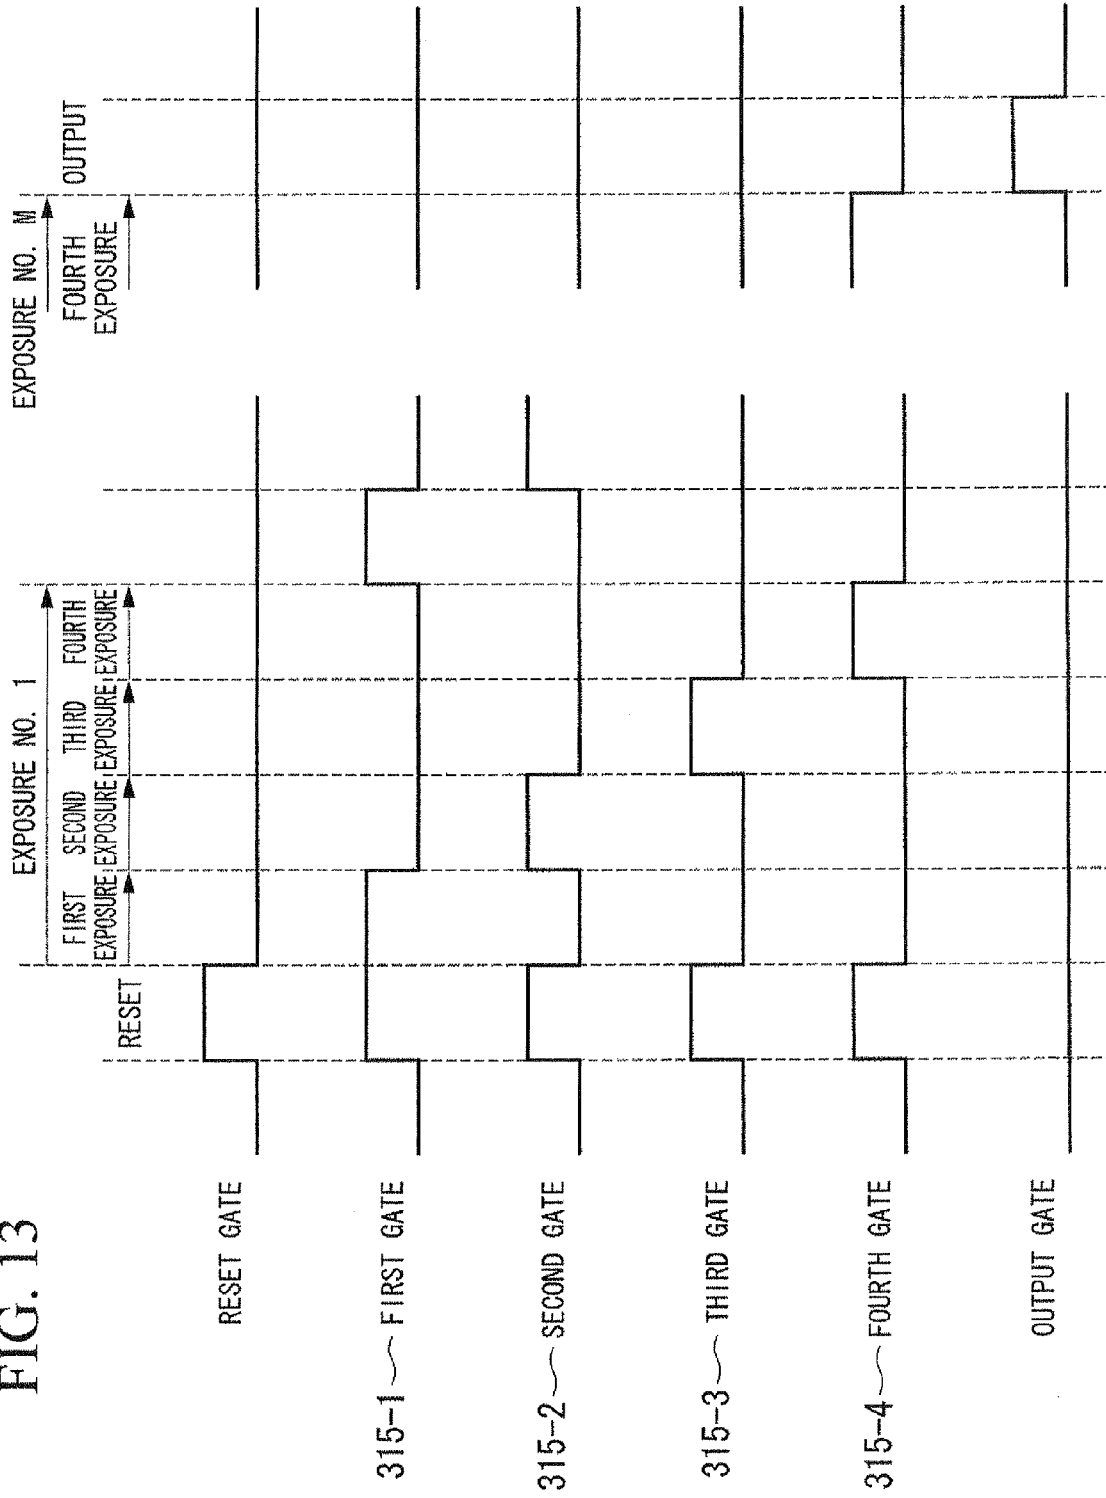 FIG. 13
EXPOSURE NO. 1
EXPOSURE NO. M
RESET
FIRST EXPOSURE
SECOND EXPOSURE
THIRD EXPOSURE
FOURTH EXPOSURE
FOURTH EXPOSURE
OUTPUT
RESET GATE
315-1 FIRST GATE
315-2 SECOND GATE
315-3 THIRD GATE
315-4 FOURTH GATE
OUTPUT GATE